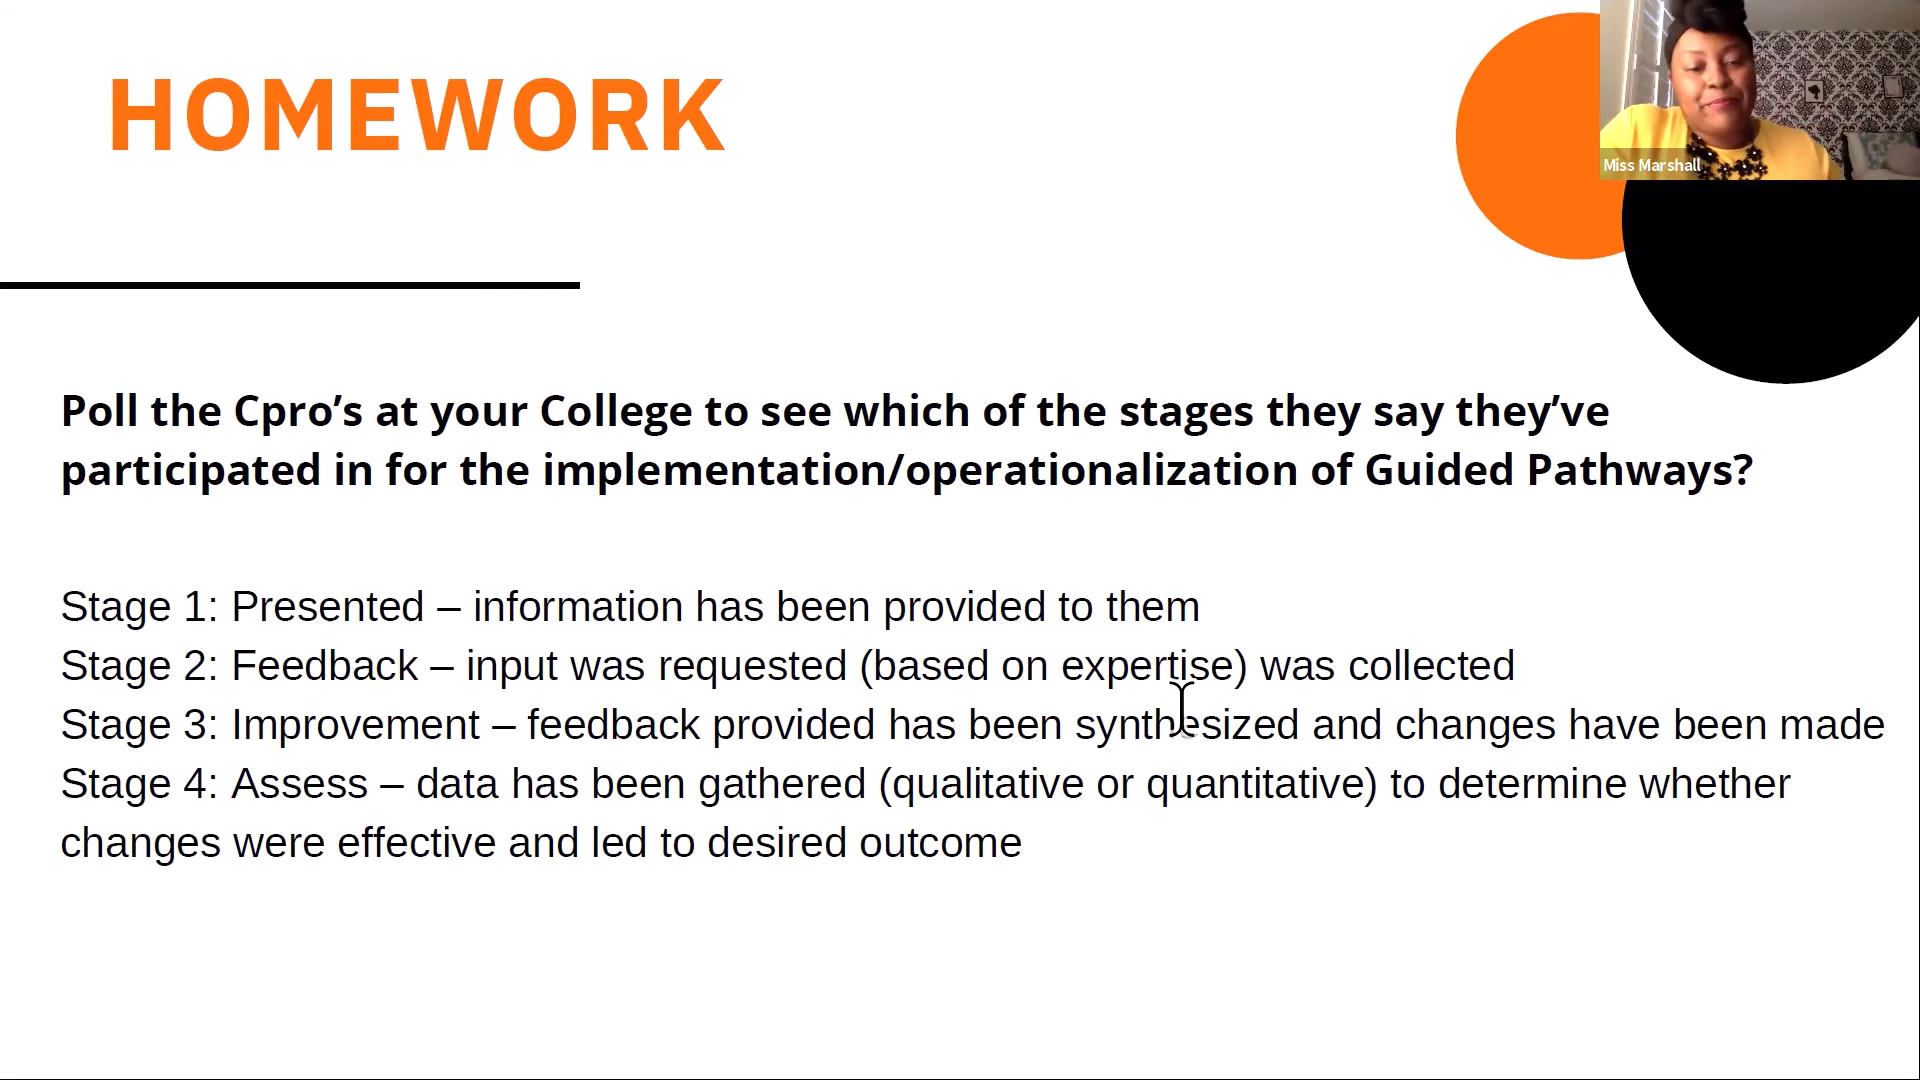 HOMEWORK
Miss Marshall
Poll the Cpro’s at your College to see which of the stages they say they’ve
participated in for the implementation/operationalization of Guided Pathways?
Stage 1: Presented – information has been provided to them
Stage 2: Feedback – input was requested (based on expertise) was collected
Stage 3: Improvement – feedback provided has been synthesized and changes have been made
Stage 4: Assess – data has been gathered (qualitative or quantitative) to determine whether
changes were effective and led to desired outcome